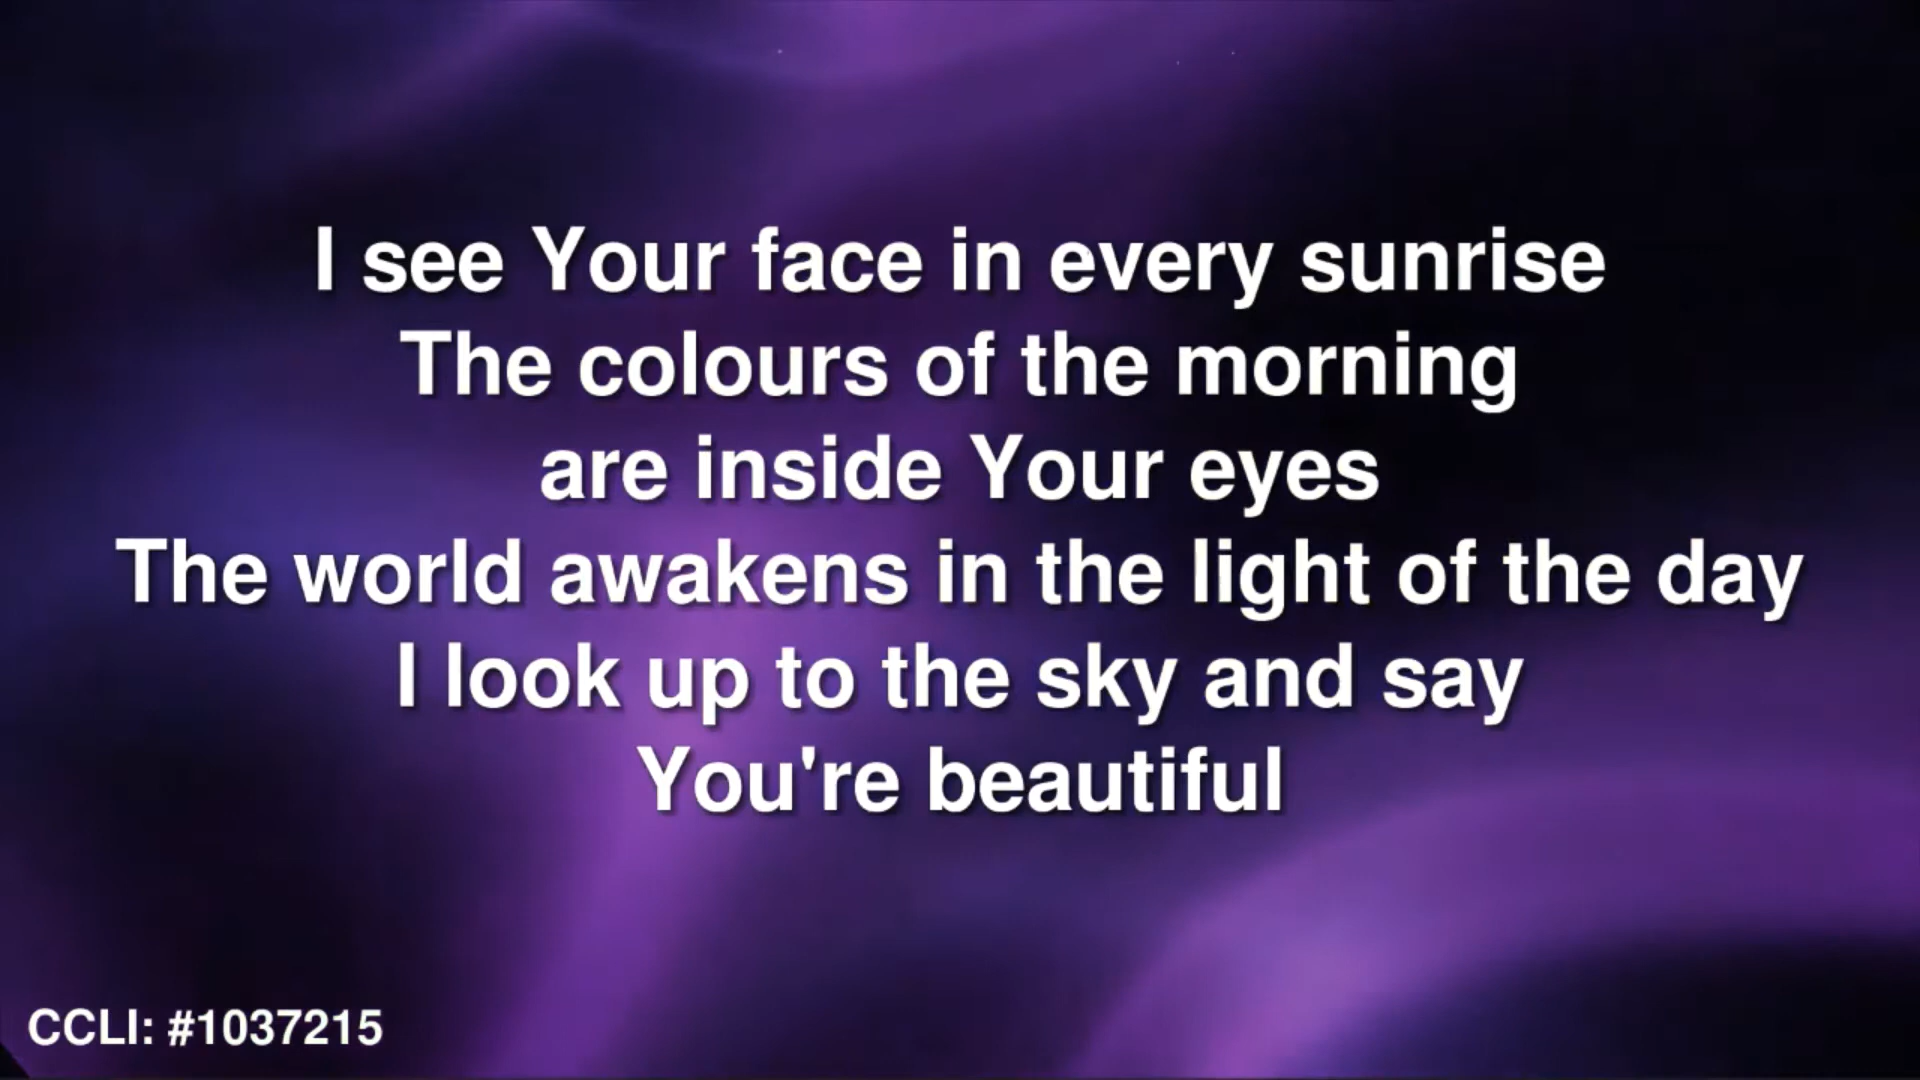 I see Your face in every sunrise
The colours of the morning
are inside Your eyes
The world awakens in the light of the day
I look up to the sky and say
You're beautiful
CCLI: #1037215